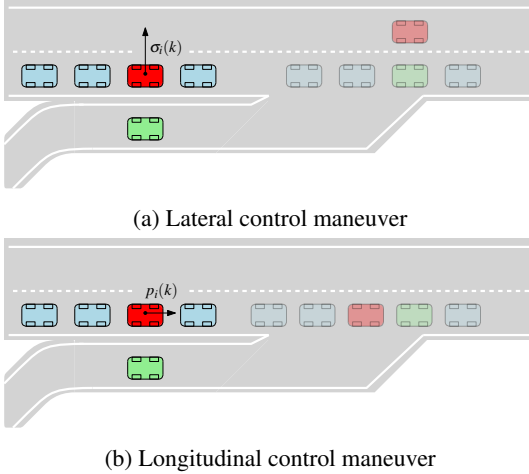 σᵢ(k)
(a) Lateral control maneuver
pᵢ(k)
(b) Longitudinal control maneuver